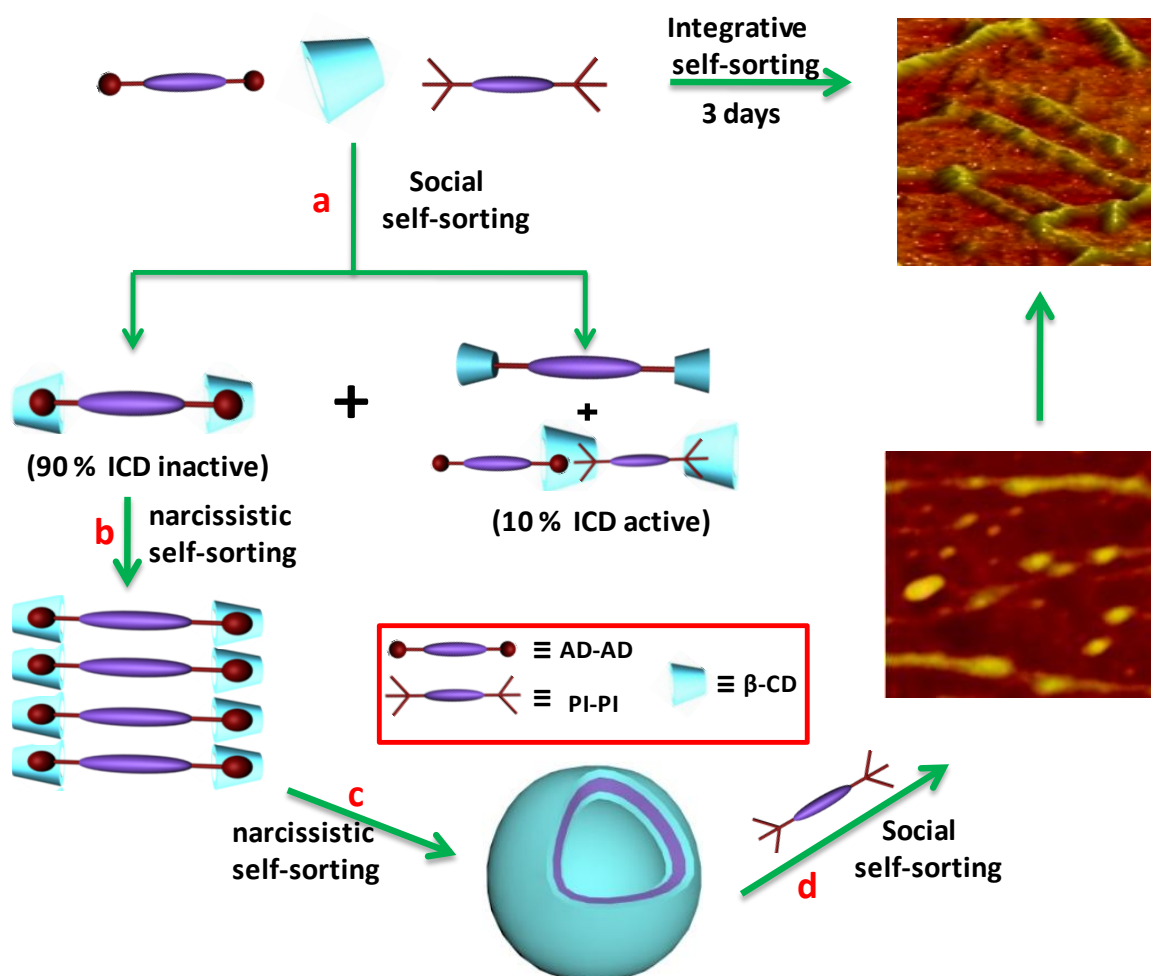 Integrative
self-sorting
3 days
a
Social
self-sorting
+
+
(90 % ICD inactive)
(10 % ICD active)
b
narcissistic
self-sorting
≡ AD-AD
≡ PI-PI
≡ β-CD
c
narcissistic
self-sorting
Social
self-sorting
d